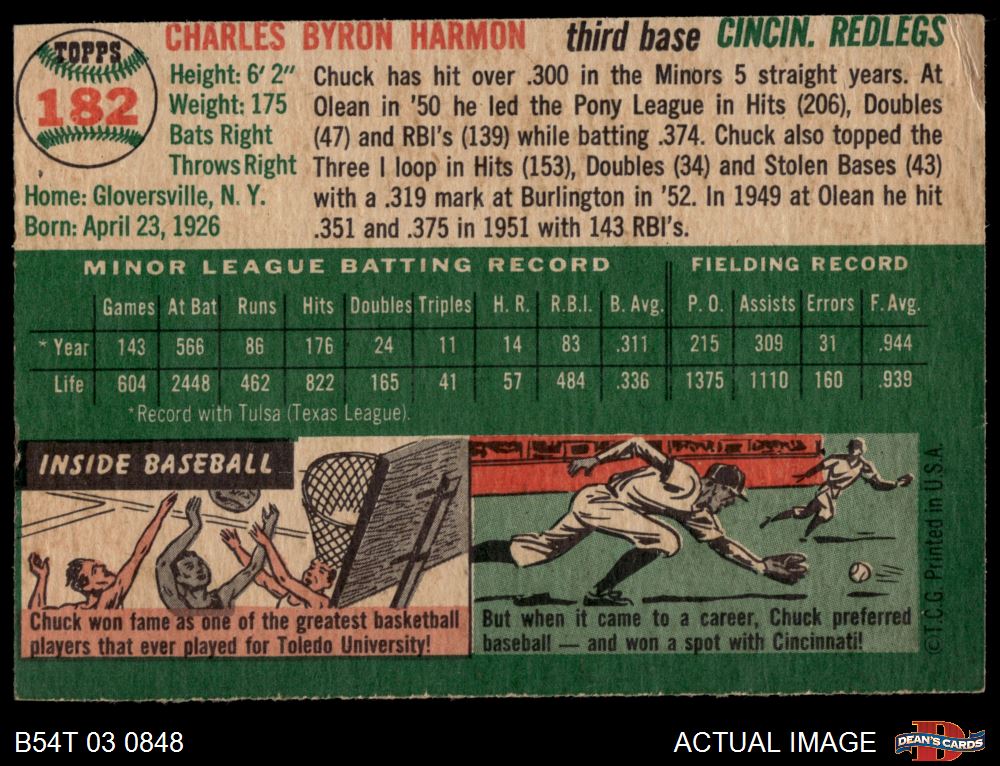 TOPPS
182
CHARLES BYRON HARMON third base CINCIN. REDLEGS
Height: 6' 2"
Weight: 175
Bats Right
Throws Right
Home: Gloversville, N. Y.
Born: April 23, 1926
Chuck has hit over .300 in the Minors 5 straight years. At
Olean in '50 he led the Pony League in Hits (206), Doubles
(47) and RBI's (139) while batting .374. Chuck also topped the
Three I loop in Hits (153), Doubles (34) and Stolen Bases (43)
with a .319 mark at Burlington in '52. In 1949 at Olean he hit
.351 and .375 in 1951 with 143 RBI's.
MINOR LEAGUE BATTING RECORD FIELDING RECORD
Games At Bat Runs Hits Doubles Triples H. R. R.B.I. B. Avg. P. O. Assists Errors F. Avg.
* Year 143 566 86 176 24 11 14 83 .311 215 309 31 .944
Life 604 2448 462 822 165 41 57 484 .336 1375 1110 160 .939
*Record with Tulsa (Texas League).
INSIDE BASEBALL
Chuck won fame as one of the greatest basketball
players that ever played for Toledo University!
But when it came to a career, Chuck preferred
baseball — and won a spot with Cincinnati!
©T.C.G. Printed in U.S.A.
B54T 03 0848
ACTUAL IMAGE
DEAN'S CARDS